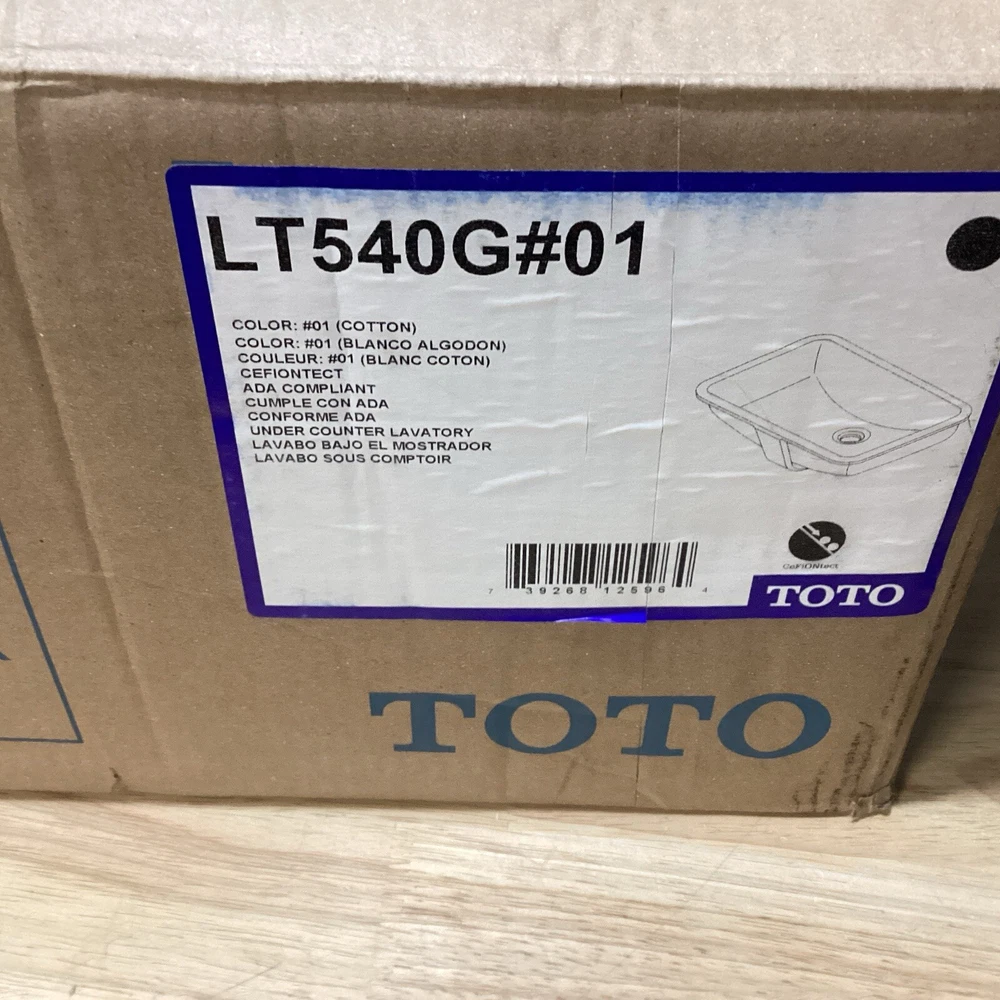 LT540G#01
COLOR: #01 (COTTON)
COLOR: #01 (BLANCO ALGODON)
COULEUR: #01 (BLANC COTON)
CEFIONTECT
ADA COMPLIANT
CUMPLE CON ADA
CONFORME ADA
UNDER COUNTER LAVATORY
LAVABO BAJO EL MOSTRADOR
LAVABO SOUS COMPTOIR
CeFiONtect
7 39268 12596 4
TOTO
TOTO